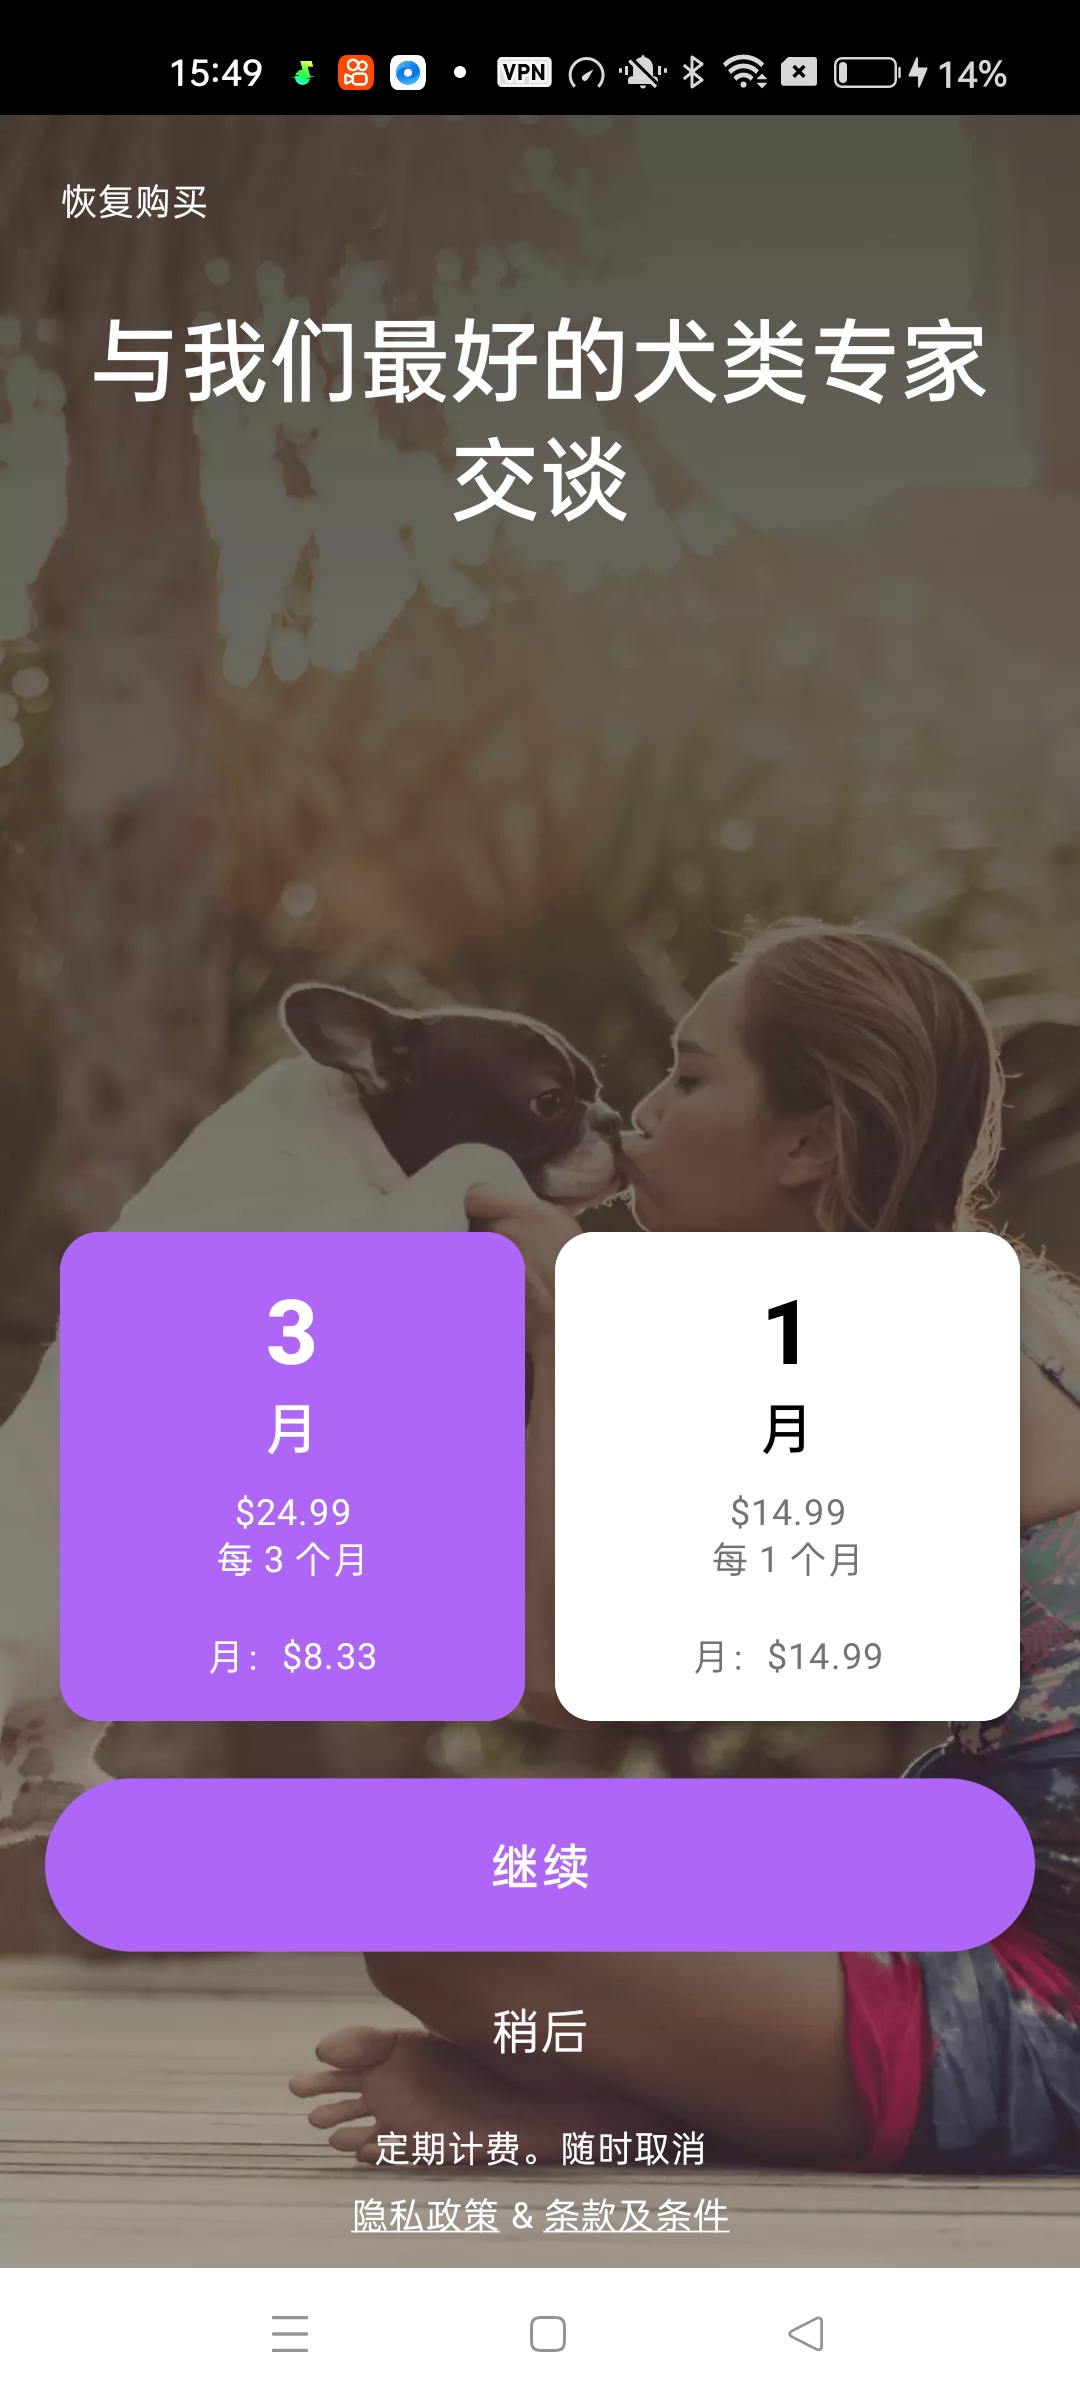 15:49 VPN 14%
恢复购买
与我们最好的犬类专家
交谈
3
月
$24.99
每 3 个月
月：$8.33
1
月
$14.99
每 1 个月
月：$14.99
继续
稍后
定期计费。随时取消
隐私政策 & 条款及条件